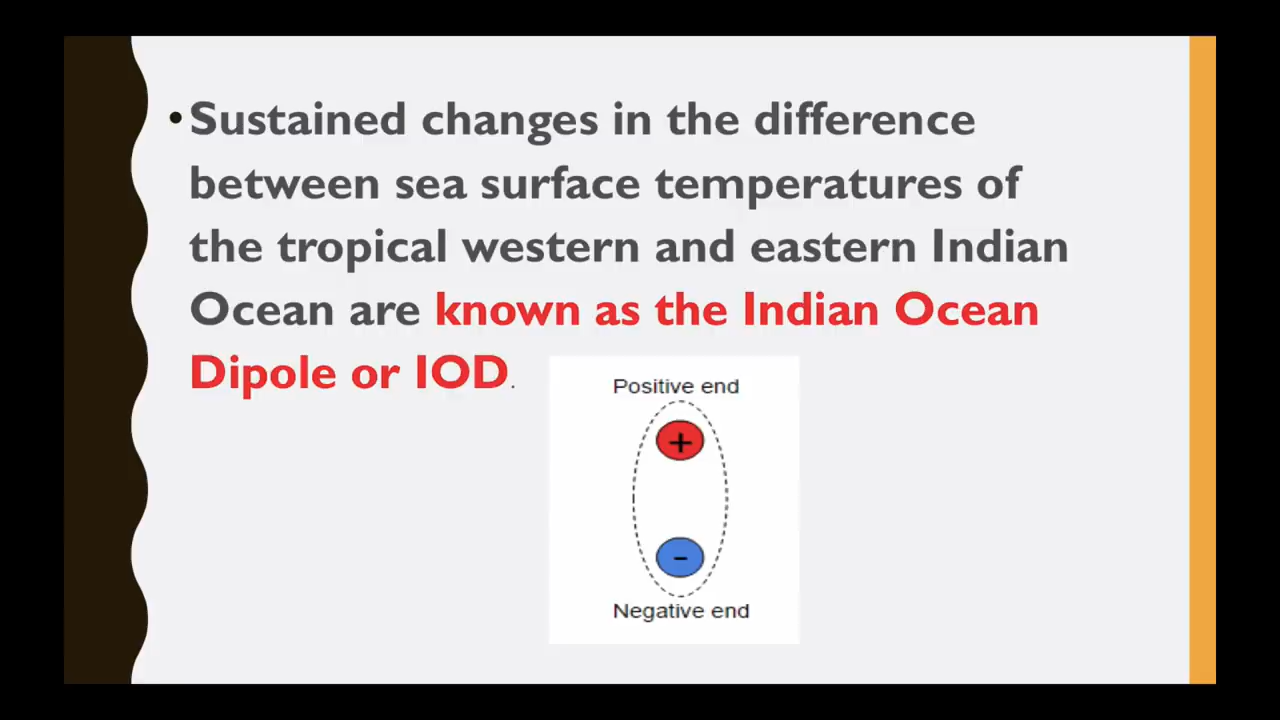 •Sustained changes in the difference
between sea surface temperatures of
the tropical western and eastern Indian
Ocean are known as the Indian Ocean
Dipole or IOD.
Positive end
+
-
Negative end